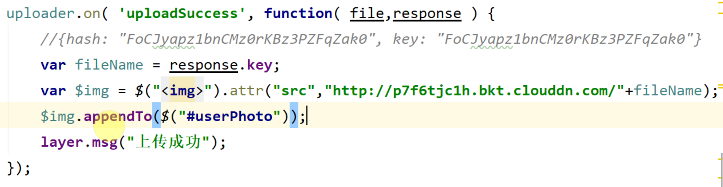 uploader.on( 'uploadSuccess', function( file,response ) {
//{hash: "FoCJyapz1bnCMz0rKBz3PZFqZak0", key: "FoCJyapz1bnCMz0rKBz3PZFqZak0"}
var fileName = response.key;
var $img = $("<img>").attr("src","http://p7f6tjc1h.bkt.clouddn.com/"+fileName);
$img.appendTo($("#userPhoto"));
layer.msg("上传成功");
});